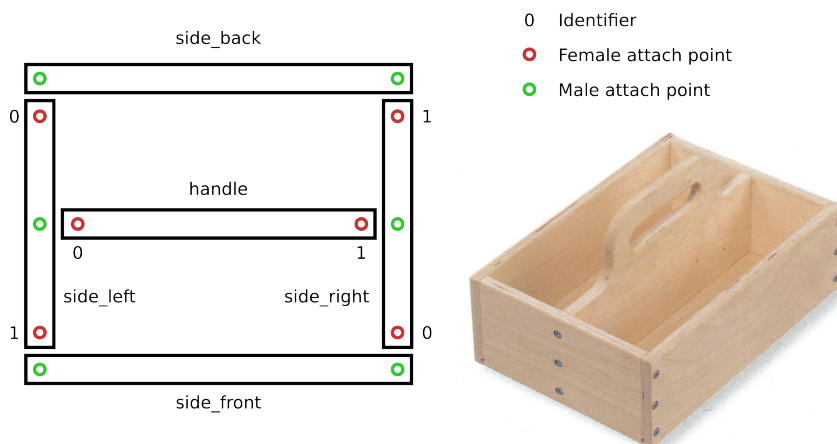 side_back
0 Identifier
Female attach point
Male attach point
0
1
handle
0
1
side_left
side_right
1
0
side_front